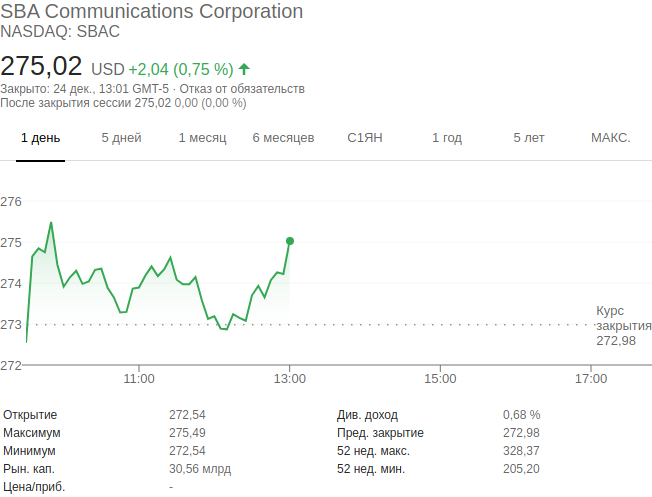 SBA Communications Corporation
NASDAQ: SBAC
275,02 USD +2,04 (0,75 %)
Закрыто: 24 дек., 13:01 GMT-5 · Отказ от обязательств
После закрытия сессии 275,02 0,00 (0,00 %)
1 день 5 дней 1 месяц 6 месяцев С1ЯН 1 год 5 лет МАКС.
276
275
274
273
272
Курс
закрытия
272,98
11:00 13:00 15:00 17:00
Открытие 272,54 Див. доход 0,68 %
Максимум 275,49 Пред. закрытие 272,98
Минимум 272,54 52 нед. макс. 328,37
Рын. кап. 30,56 млрд 52 нед. мин. 205,20
Цена/приб. -